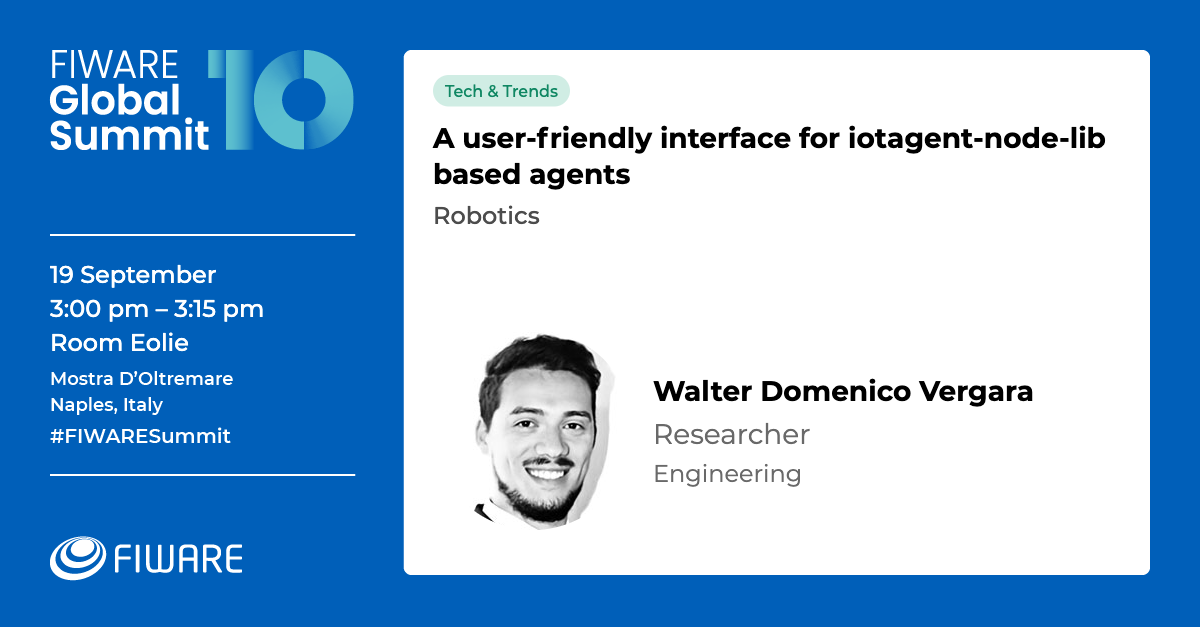 FIWARE
Global
Summit
10
19 September
3:00 pm – 3:15 pm
Room Eolie
Mostra D’Oltremare
Naples, Italy
#FIWARESummit
FIWARE
Tech & Trends
A user-friendly interface for iotagent-node-lib
based agents
Robotics
Walter Domenico Vergara
Researcher
Engineering